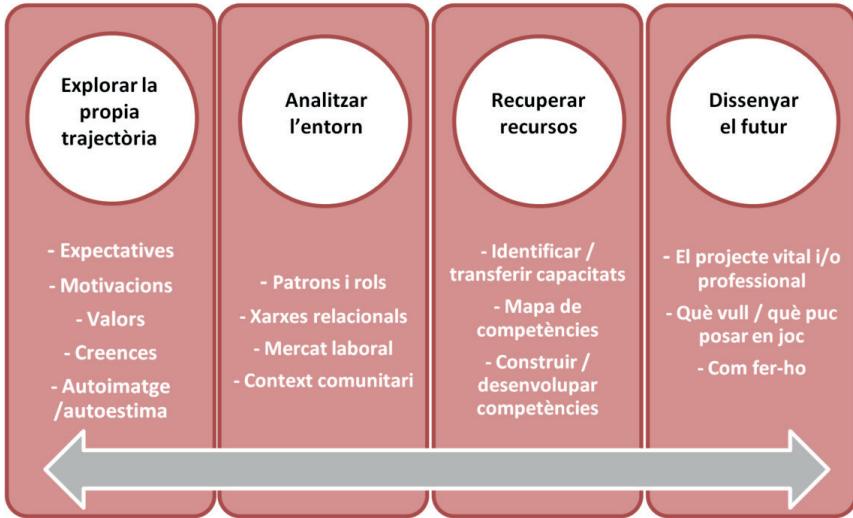 Explorar la
propia
trajectòria
- Expectatives
- Motivacions
- Valors
- Creences
- Autoimatge
/autoestima
Analitzar
l'entorn
- Patrons i rols
- Xarxes relacionals
- Mercat laboral
- Context comunitari
Recuperar
recursos
- Identificar /
transferir capacitats
- Mapa de
competències
- Construir /
desenvolupar
competències
Dissenyar
el futur
- El projecte vital i/o
professional
- Què vull / què puc
posar en joc
- Com fer-ho